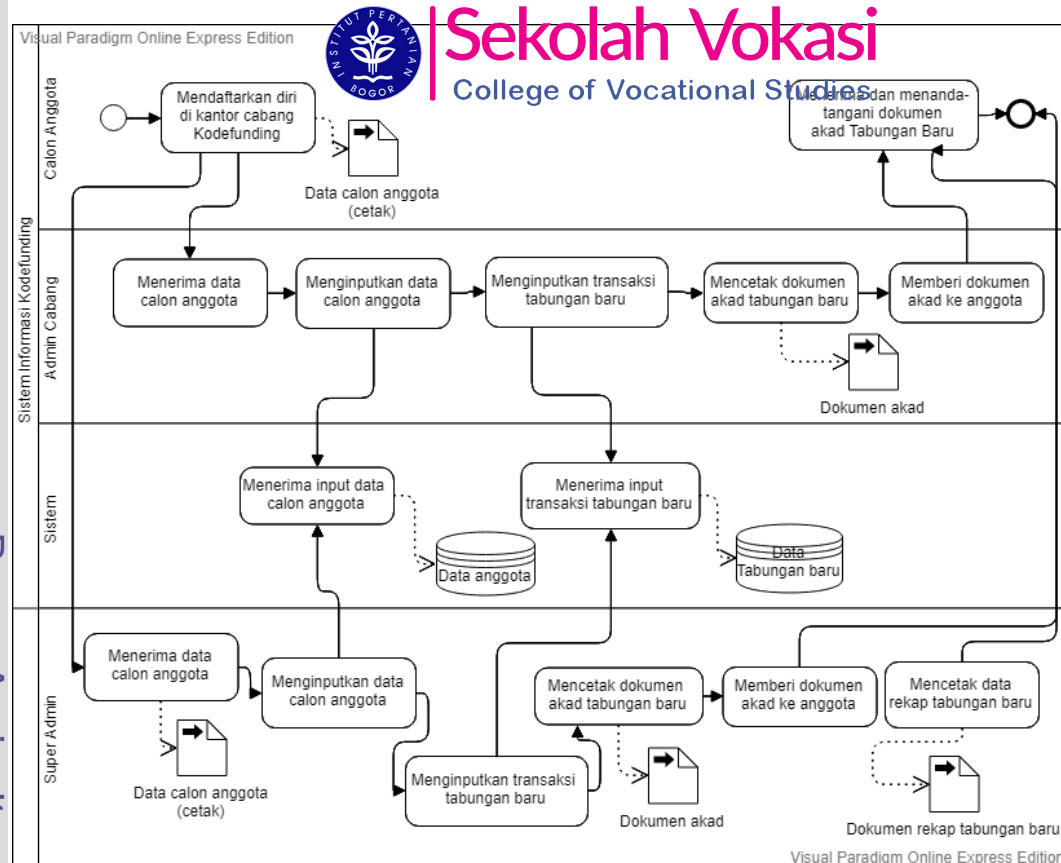 Visual Paradigm Online Express Edition
INSTITUT PERTANIAN
BOGOR
Sekolah Vokasi
College of Vocational Studies
Sistem Informasi Kodefunding
Calon Anggota
Mendaftarkan diri
di kantor cabang
Kodefunding
Data calon anggota
(cetak)
dan menanda-
tangani dokumen
akad Tabungan Baru
Admin Cabang
Menerima data
calon anggota
Menginputkan data
calon anggota
Menginputkan transaksi
tabungan baru
Mencetak dokumen
akad tabungan baru
Memberi dokumen
akad ke anggota
Dokumen akad
Sistem
Menerima input data
calon anggota
Data anggota
Menerima input
transaksi tabungan baru
Data
Tabungan baru
Super Admin
Menerima data
calon anggota
Data calon anggota
(cetak)
Menginputkan data
calon anggota
Menginputkan transaksi
tabungan baru
Mencetak dokumen
akad tabungan baru
Dokumen akad
Memberi dokumen
akad ke anggota
Mencetak data
rekap tabungan baru
Dokumen rekap tabungan baru
Visual Paradigm Online Express Edition